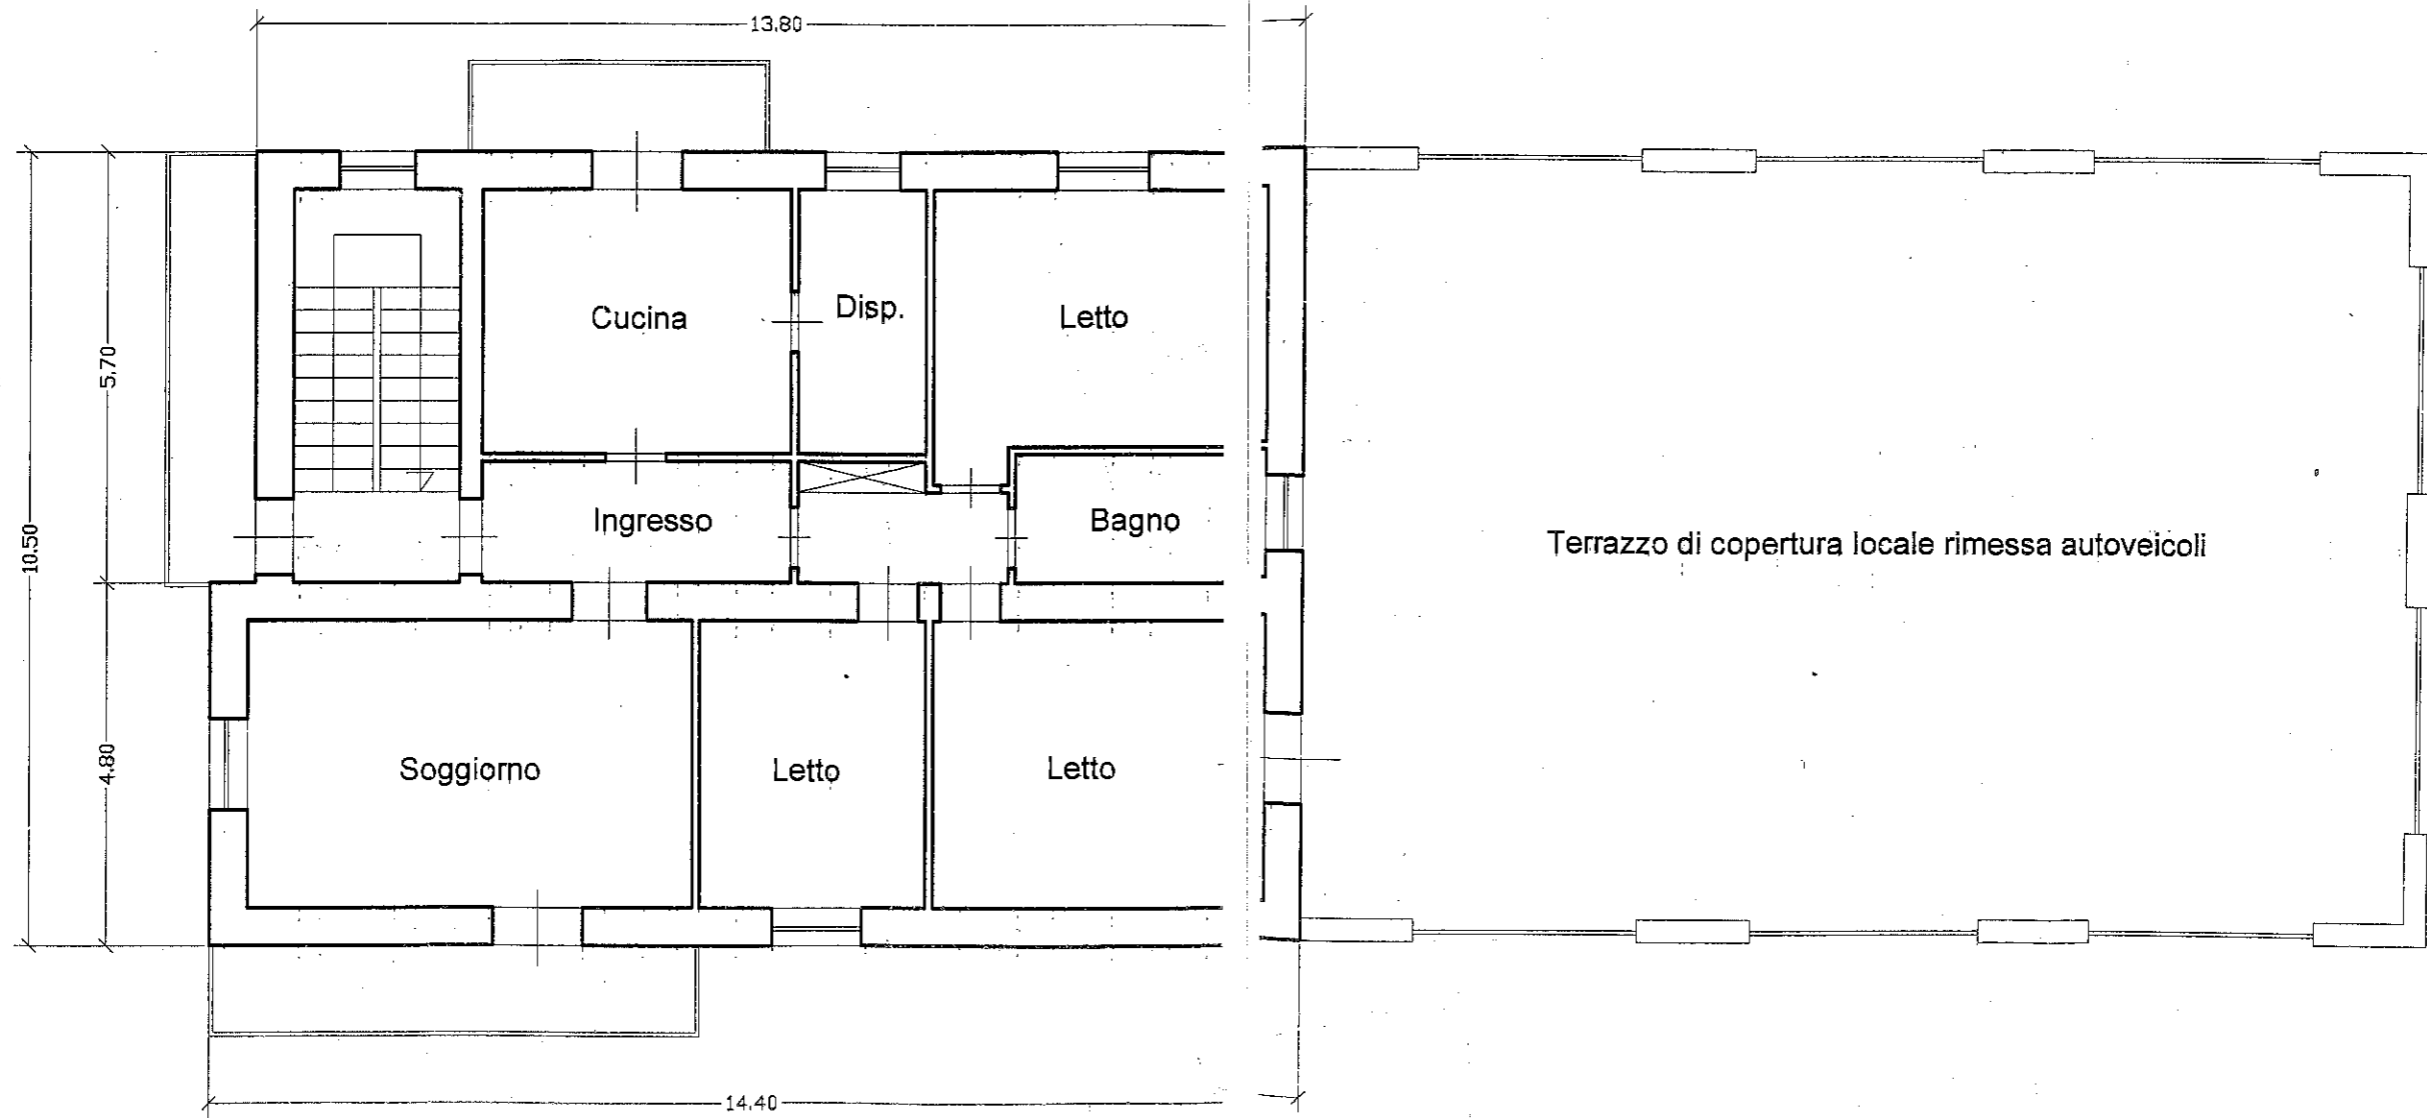 13.80
Cucina
Disp.
Letto
5.70
Ingresso
Bagno
10.50
Terrazzo di copertura locale rimessa autoveicoli
4.80
Soggiorno
Letto
Letto
14.40